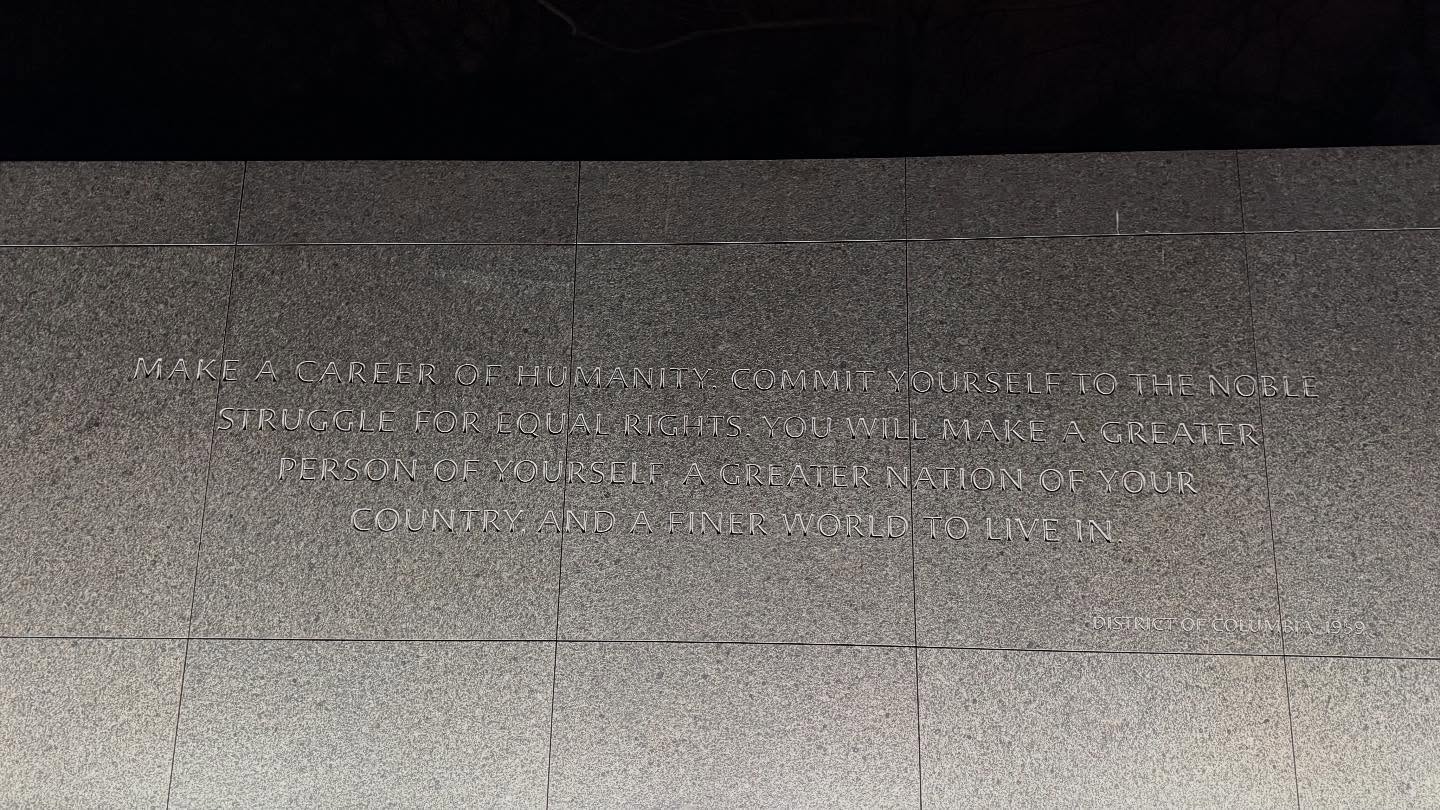 MAKE A CAREER OF HUMANITY. COMMIT YOURSELF TO THE NOBLE
STRUGGLE FOR EQUAL RIGHTS. YOU WILL MAKE A GREATER
PERSON OF YOURSELF, A GREATER NATION OF YOUR
COUNTRY, AND A FINER WORLD TO LIVE IN.
DISTRICT OF COLUMBIA, 1959